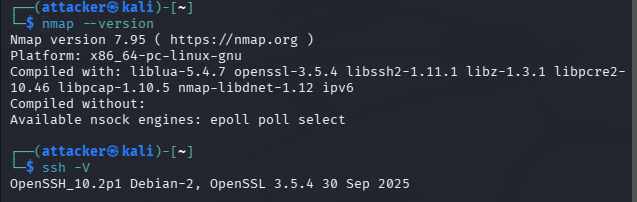 ┌──(attacker㉿kali)-[~]
└─$ nmap --version
Nmap version 7.95 ( https://nmap.org )
Platform: x86_64-pc-linux-gnu
Compiled with: liblua-5.4.7 openssl-3.5.4 libssh2-1.11.1 libz-1.3.1 libpcre2-
10.46 libpcap-1.10.5 nmap-libdnet-1.12 ipv6
Compiled without:
Available nsock engines: epoll poll select
┌──(attacker㉿kali)-[~]
└─$ ssh -V
OpenSSH_10.2p1 Debian-2, OpenSSL 3.5.4 30 Sep 2025